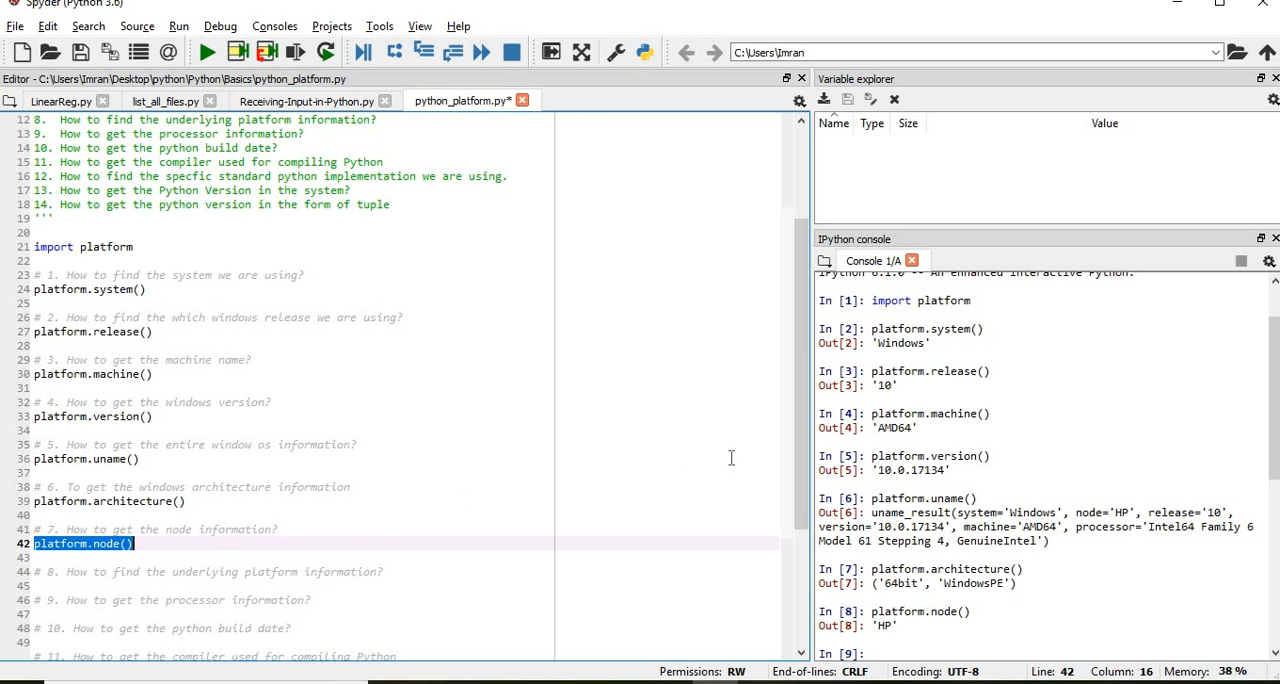 Spyder (Python 3.6)
File Edit Search Source Run Debug Consoles Projects Tools View Help
C:\Users\Imran
Editor - C:\Users\Imran\Desktop\python\Python\Basics\python_platform.py
LinearReg.py list_all_files.py Receiving-Input-in-Python.py python_platform.py*
12 8. How to find the underlying platform information?
13 9. How to get the processor information?
14 10. How to get the python build date?
15 11. How to get the compiler used for compiling Python
16 12. How to find the specfic standard python implementation we are using.
17 13. How to get the Python Version in the system?
18 14. How to get the python version in the form of tuple
19 '''
20
21 import platform
22
23 # 1. How to find the system we are using?
24 platform.system()
25
26 # 2. How to find the which windows release we are using?
27 platform.release()
28
29 # 3. How to get the machine name?
30 platform.machine()
31
32 # 4. How to get the windows version?
33 platform.version()
34
35 # 5. How to get the entire window os information?
36 platform.uname()
37
38 # 6. To get the windows architecture information
39 platform.architecture()
40
41 # 7. How to get the node information?
42 platform.node()
43
44 # 8. How to find the underlying platform information?
45
46 # 9. How to get the processor information?
47
48 # 10. How to get the python build date?
49
# 11. How to get the compiler used for compiling Python
Variable explorer
Name Type Size Value
IPython console
Console 1/A
IPython 6.1.0 -- An enhanced Interactive Python.
In [1]: import platform
In [2]: platform.system()
Out[2]: 'Windows'
In [3]: platform.release()
Out[3]: '10'
In [4]: platform.machine()
Out[4]: 'AMD64'
In [5]: platform.version()
Out[5]: '10.0.17134'
In [6]: platform.uname()
Out[6]: uname_result(system='Windows', node='HP', release='10',
version='10.0.17134', machine='AMD64', processor='Intel64 Family 6
Model 61 Stepping 4, GenuineIntel')
In [7]: platform.architecture()
Out[7]: ('64bit', 'WindowsPE')
In [8]: platform.node()
Out[8]: 'HP'
In [9]:
Permissions: RW End-of-lines: CRLF Encoding: UTF-8 Line: 42 Column: 16 Memory: 38 %